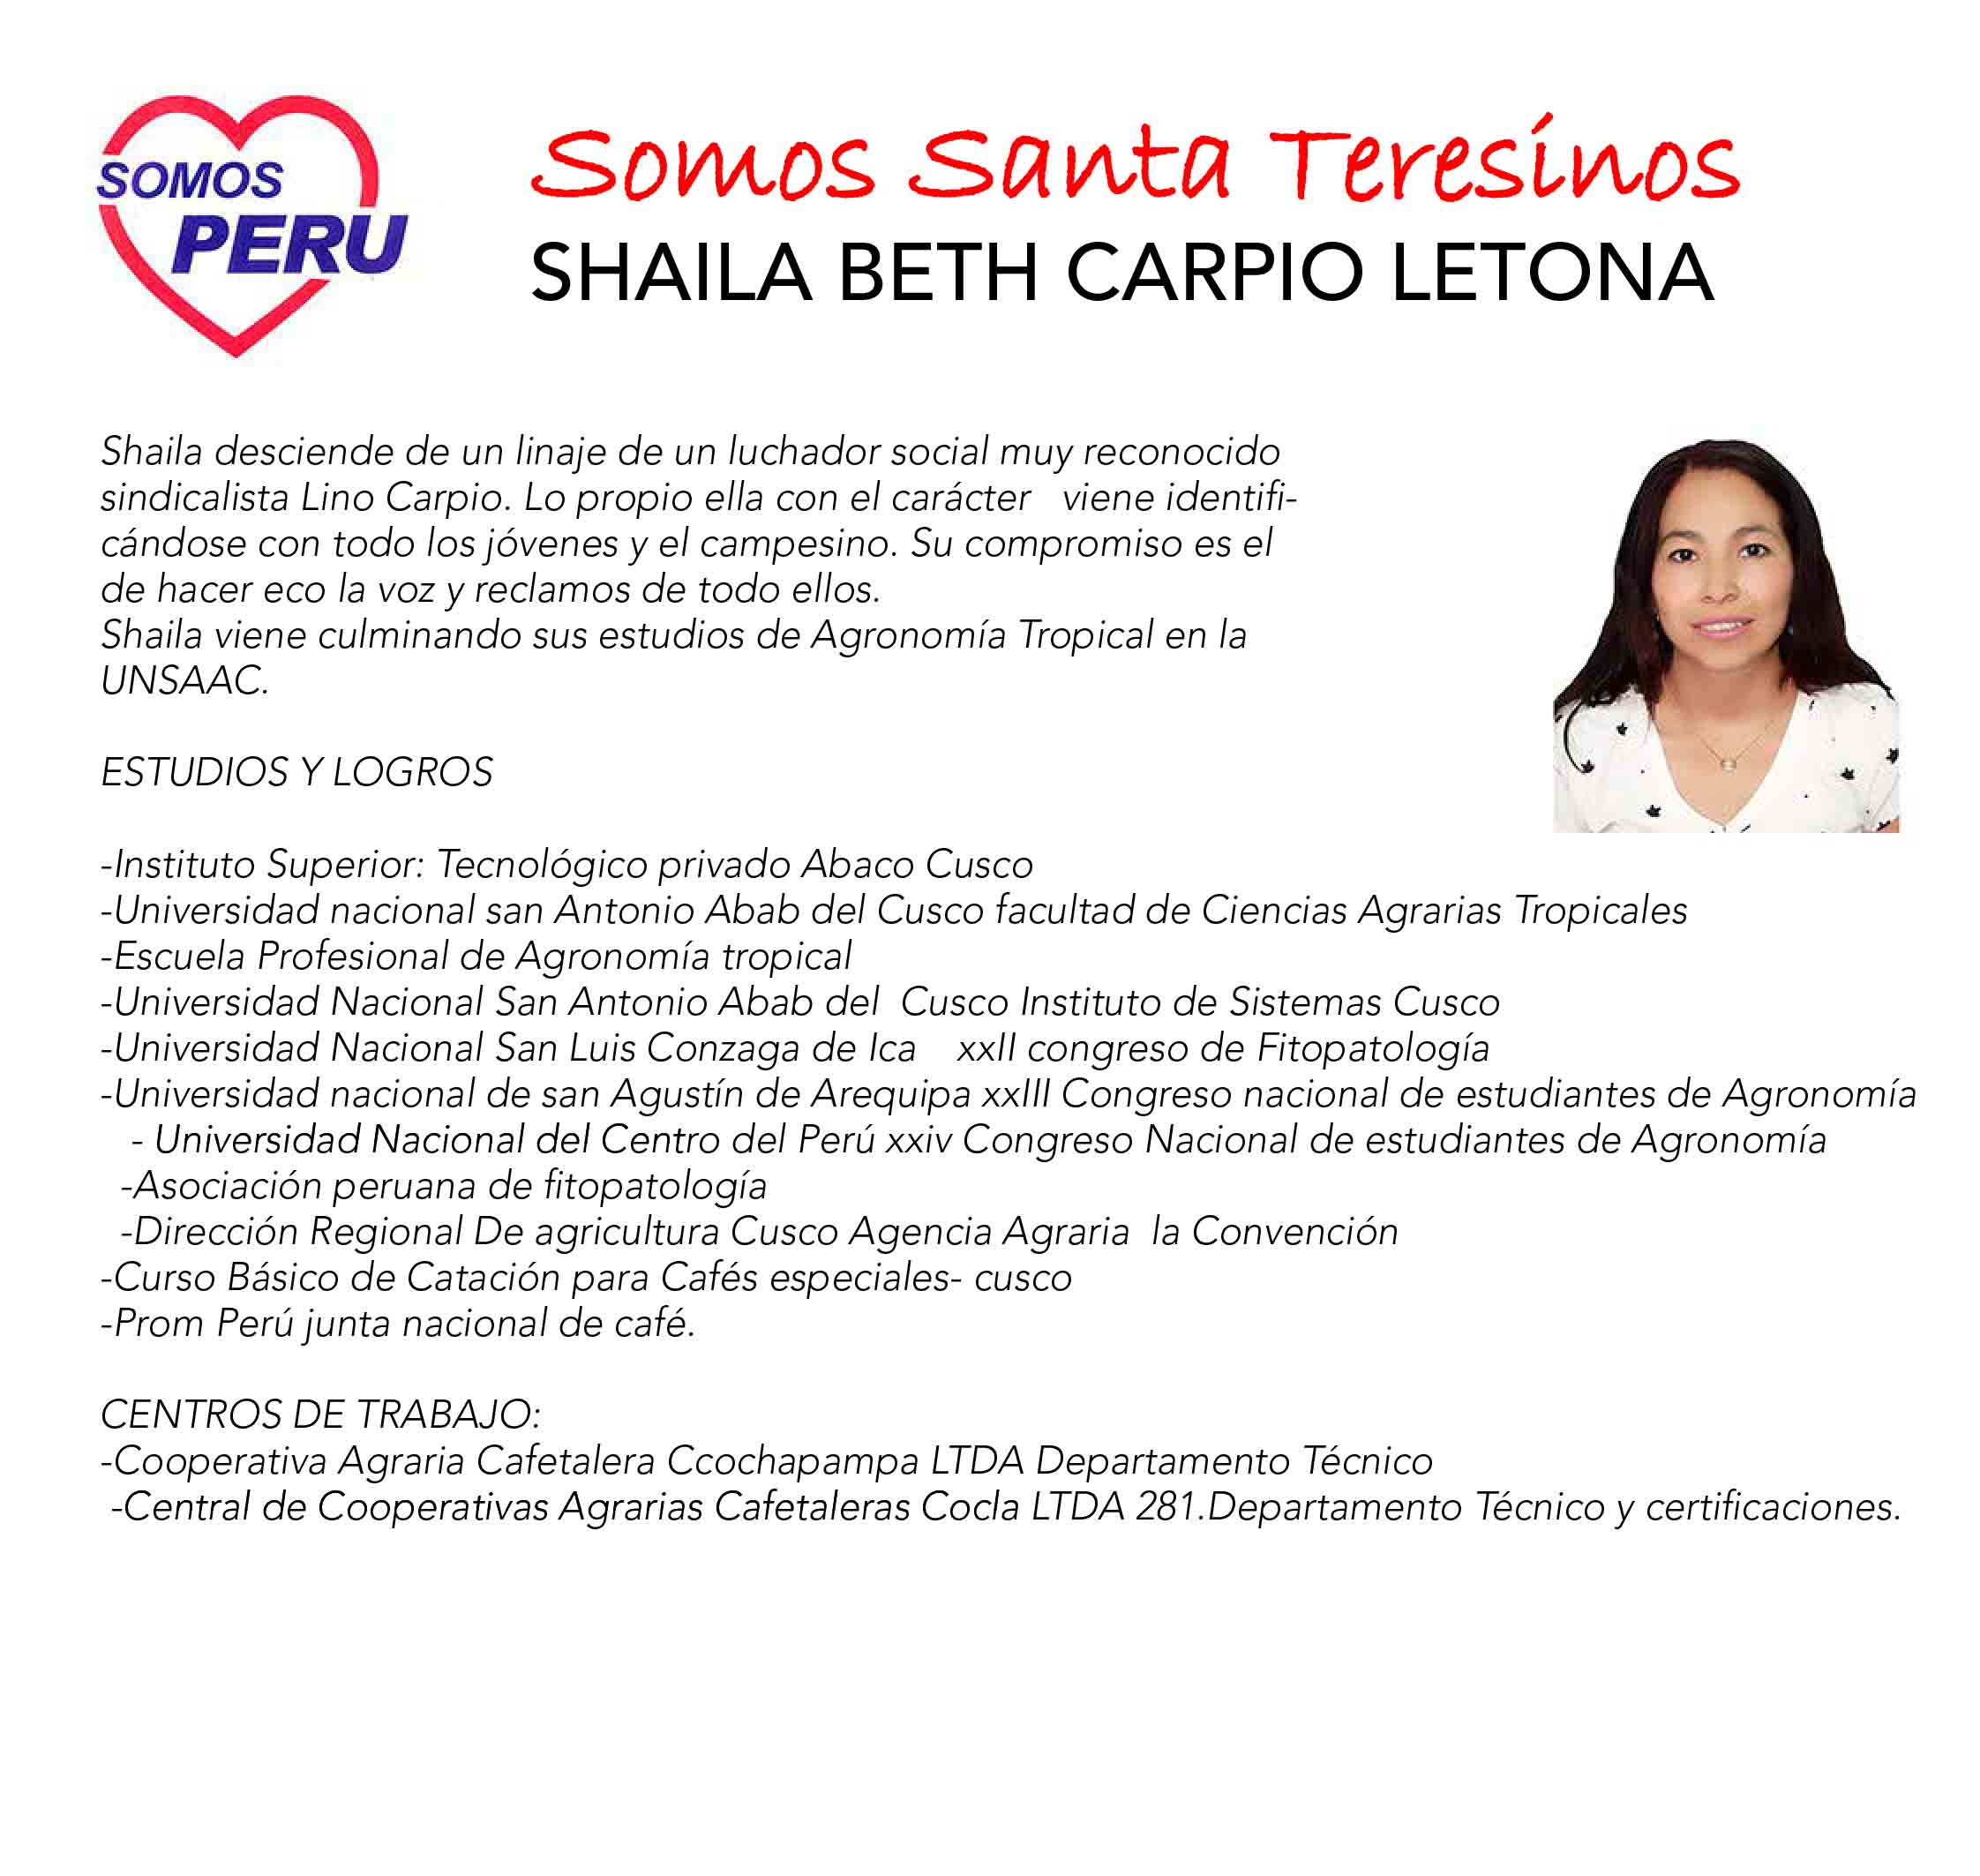 SOMOS
PERU
Somos Santa Teresinos
SHAILA BETH CARPIO LETONA
Shaila desciende de un linaje de un luchador social muy reconocido
sindicalista Lino Carpio. Lo propio ella con el carácter   viene identifi-
cándose con todo los jóvenes y el campesino. Su compromiso es el
de hacer eco la voz y reclamos de todo ellos.
Shaila viene culminando sus estudios de Agronomía Tropical en la
UNSAAC.
ESTUDIOS Y LOGROS
-Instituto Superior: Tecnológico privado Abaco Cusco
-Universidad nacional san Antonio Abab del Cusco facultad de Ciencias Agrarias Tropicales
-Escuela Profesional de Agronomía tropical
-Universidad Nacional San Antonio Abab del  Cusco Instituto de Sistemas Cusco
-Universidad Nacional San Luis Conzaga de Ica    xxII congreso de Fitopatología
-Universidad nacional de san Agustín de Arequipa xxIII Congreso nacional de estudiantes de Agronomía
- Universidad Nacional del Centro del Perú xxiv Congreso Nacional de estudiantes de Agronomía
-Asociación peruana de fitopatología
-Dirección Regional De agricultura Cusco Agencia Agraria  la Convención
-Curso Básico de Catación para Cafés especiales- cusco
-Prom Perú junta nacional de café.
CENTROS DE TRABAJO:
-Cooperativa Agraria Cafetalera Ccochapampa LTDA Departamento Técnico
-Central de Cooperativas Agrarias Cafetaleras Cocla LTDA 281.Departamento Técnico y certificaciones.